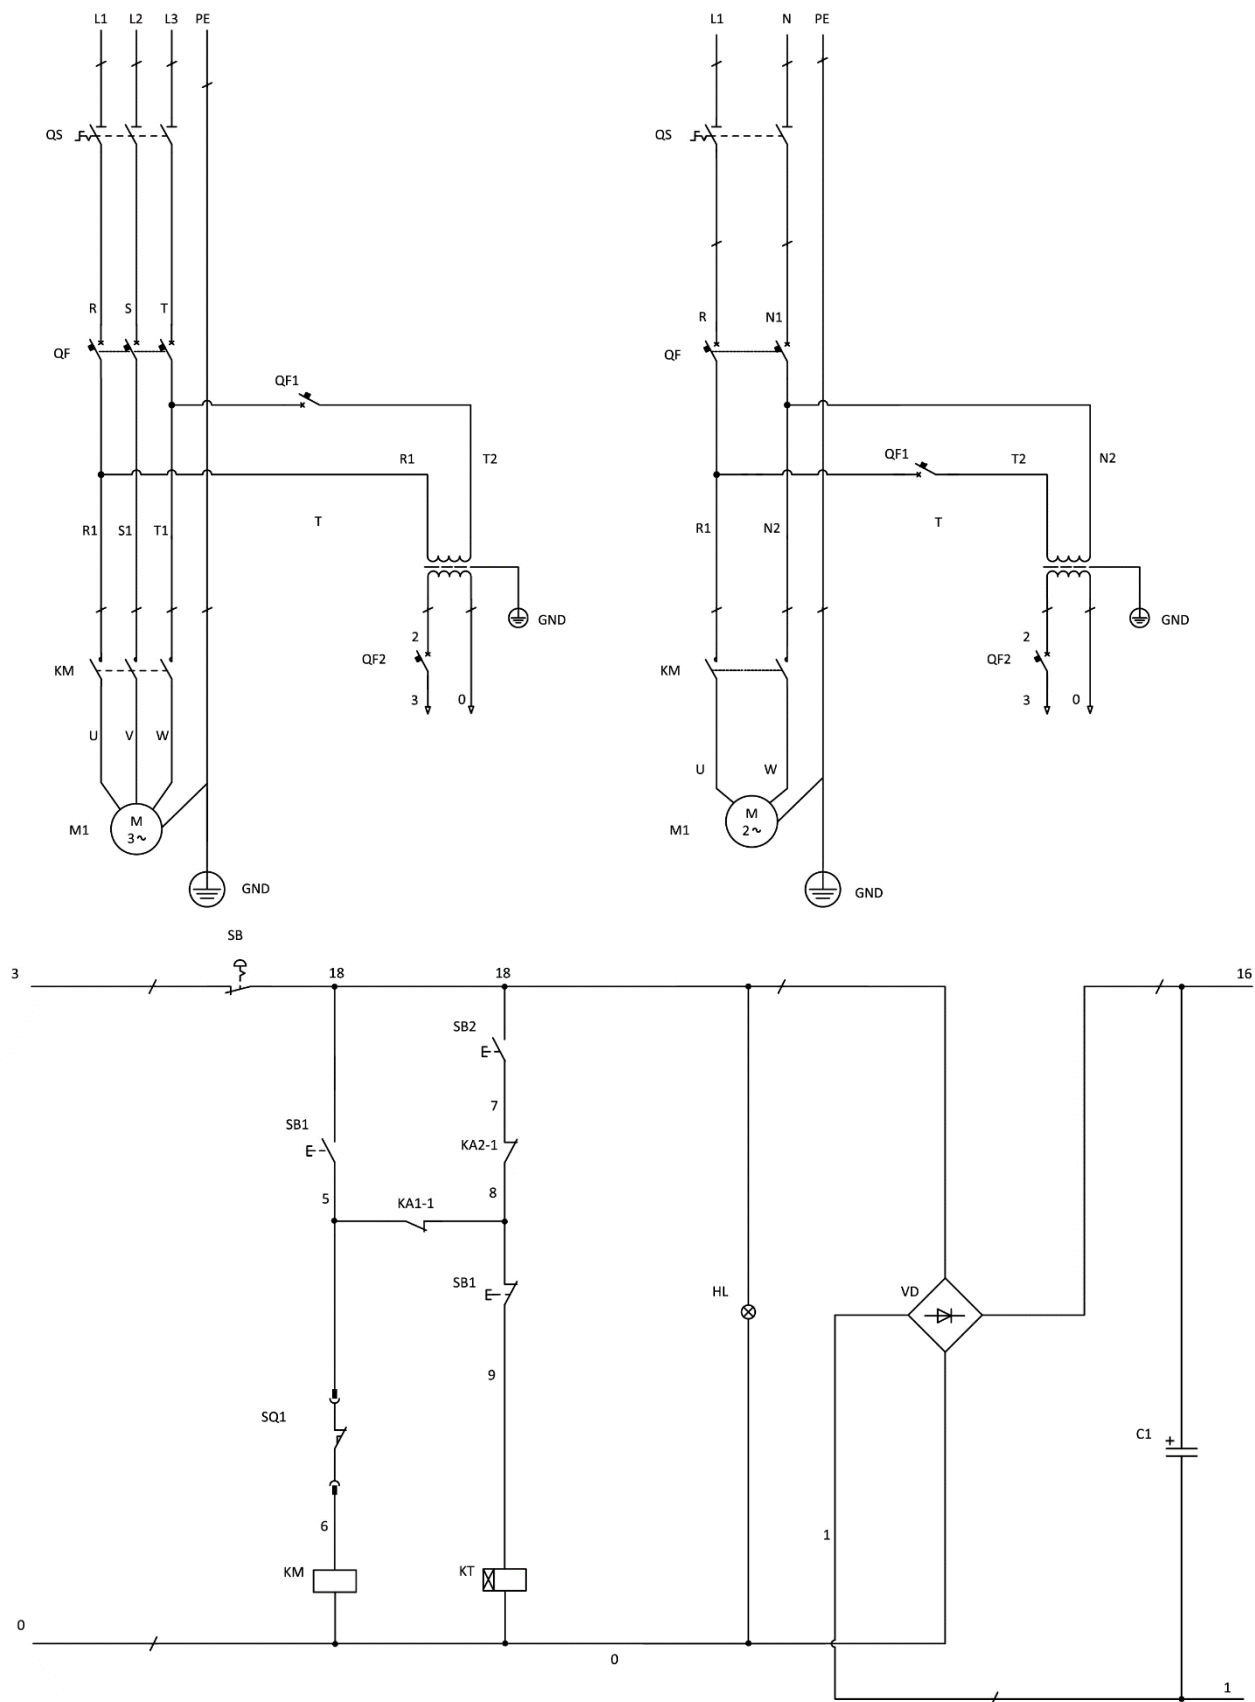 L1 L2 L3 PE
QS
R S T
QF
QF1
R1 T2
R1 S1 T1
T
GND
2
QF2
KM
3 0
U V W
M
3~
M1
GND
L1 N PE
QS
R N1
QF
QF1 T2 N2
R1 N2
T
GND
2
QF2
KM
3 0
U W
M
2~
M1
GND
SB
3 18 18 16
SB2
7
SB1
KA2-1
5 KA1-1 8
SB1
HL VD
9
SQ1
C1 +
6 1
KM KT
0
0
1